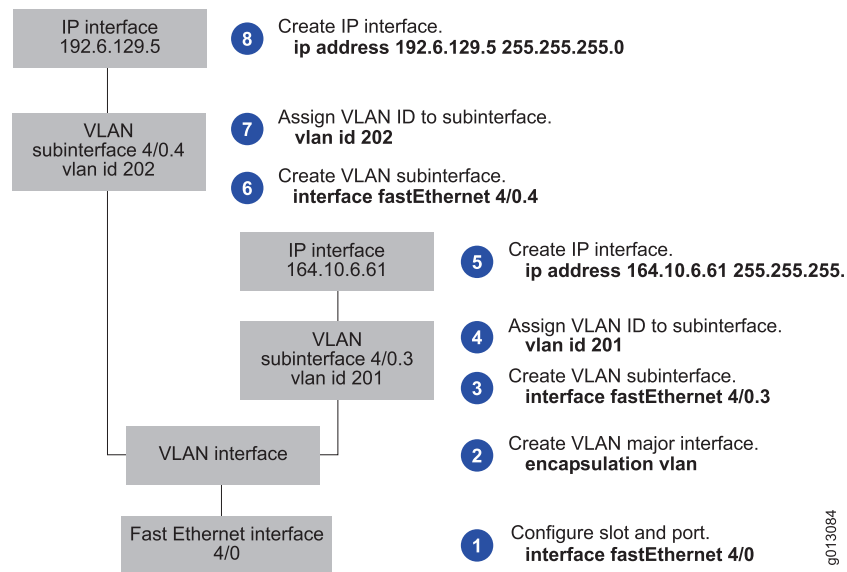 IP interface
192.6.129.5
8
Create IP interface.
ip address 192.6.129.5 255.255.255.0
VLAN
subinterface 4/0.4
vlan id 202
7
Assign VLAN ID to subinterface.
vlan id 202
6
Create VLAN subinterface.
interface fastEthernet 4/0.4
IP interface
164.10.6.61
5
Create IP interface.
ip address 164.10.6.61 255.255.255.
VLAN
subinterface 4/0.3
vlan id 201
4
Assign VLAN ID to subinterface.
vlan id 201
3
Create VLAN subinterface.
interface fastEthernet 4/0.3
VLAN interface
2
Create VLAN major interface.
encapsulation vlan
Fast Ethernet interface
4/0
1
Configure slot and port.
interface fastEthernet 4/0
g013084